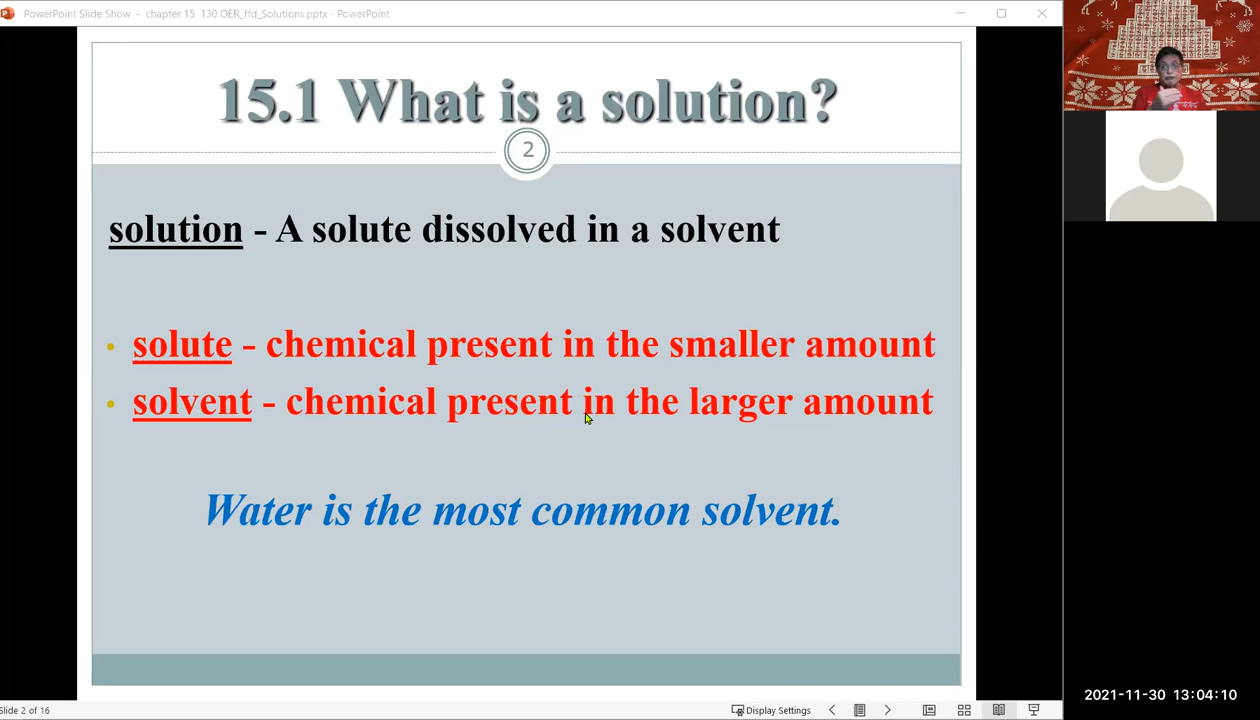 PowerPoint Slide Show - chapter 15 130 OER_ffd_Solutions.pptx - PowerPoint
15.1 What is a solution?
2
solution - A solute dissolved in a solvent
• solute - chemical present in the smaller amount
• solvent - chemical present in the larger amount
Water is the most common solvent.
Slide 2 of 16
Display Settings
2021-11-30 13:04:10